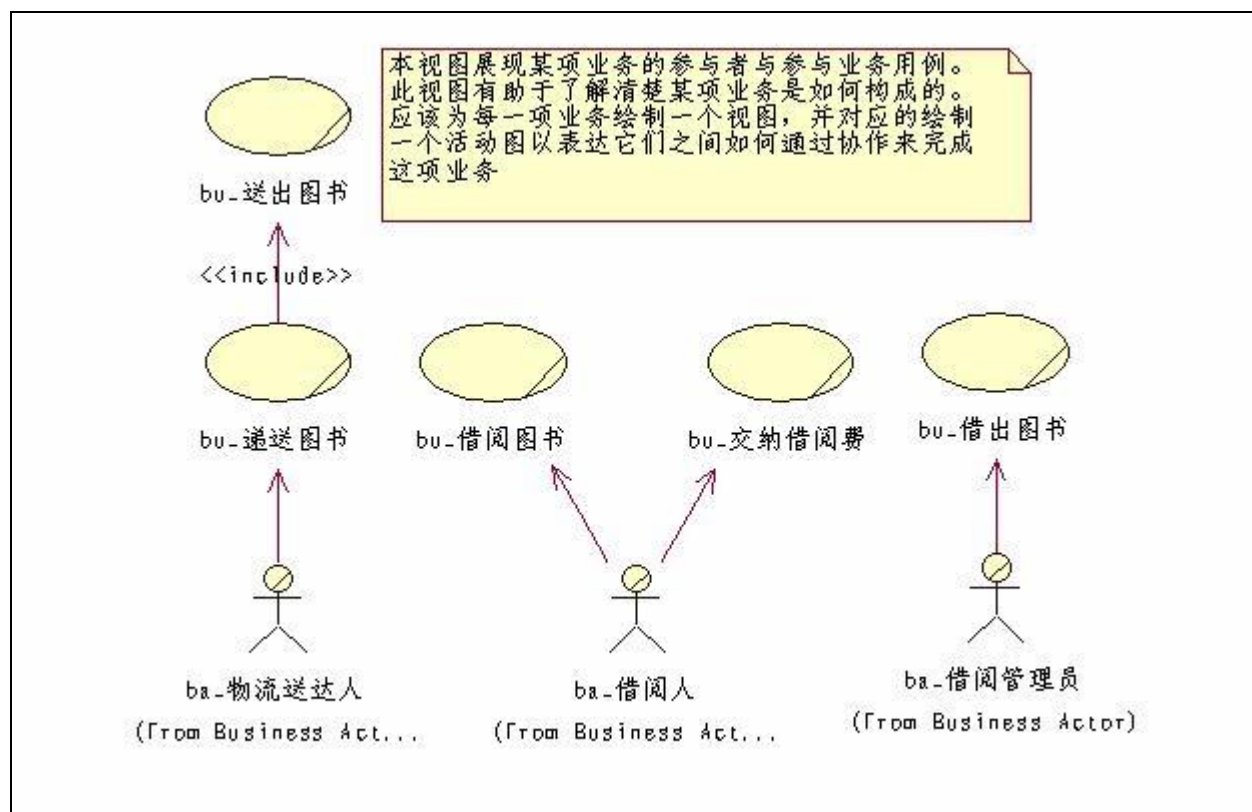 本视图展现某项业务的参与者与参与业务用例。
此视图有助于了解清楚某项业务是如何构成的。
应该为每一项业务绘制一个视图，并对应的绘制
一个活动图以表达它们之间如何通过协作来完成
这项业务
bu_送出图书
<<include>>
bu_递送图书
bu_借阅图书
bu_交纳借阅费
bu_借出图书
ba_物流送达人
(from Business Act...
ba_借阅人
(from Business Act...
ba_借阅管理员
(from Business Actor)